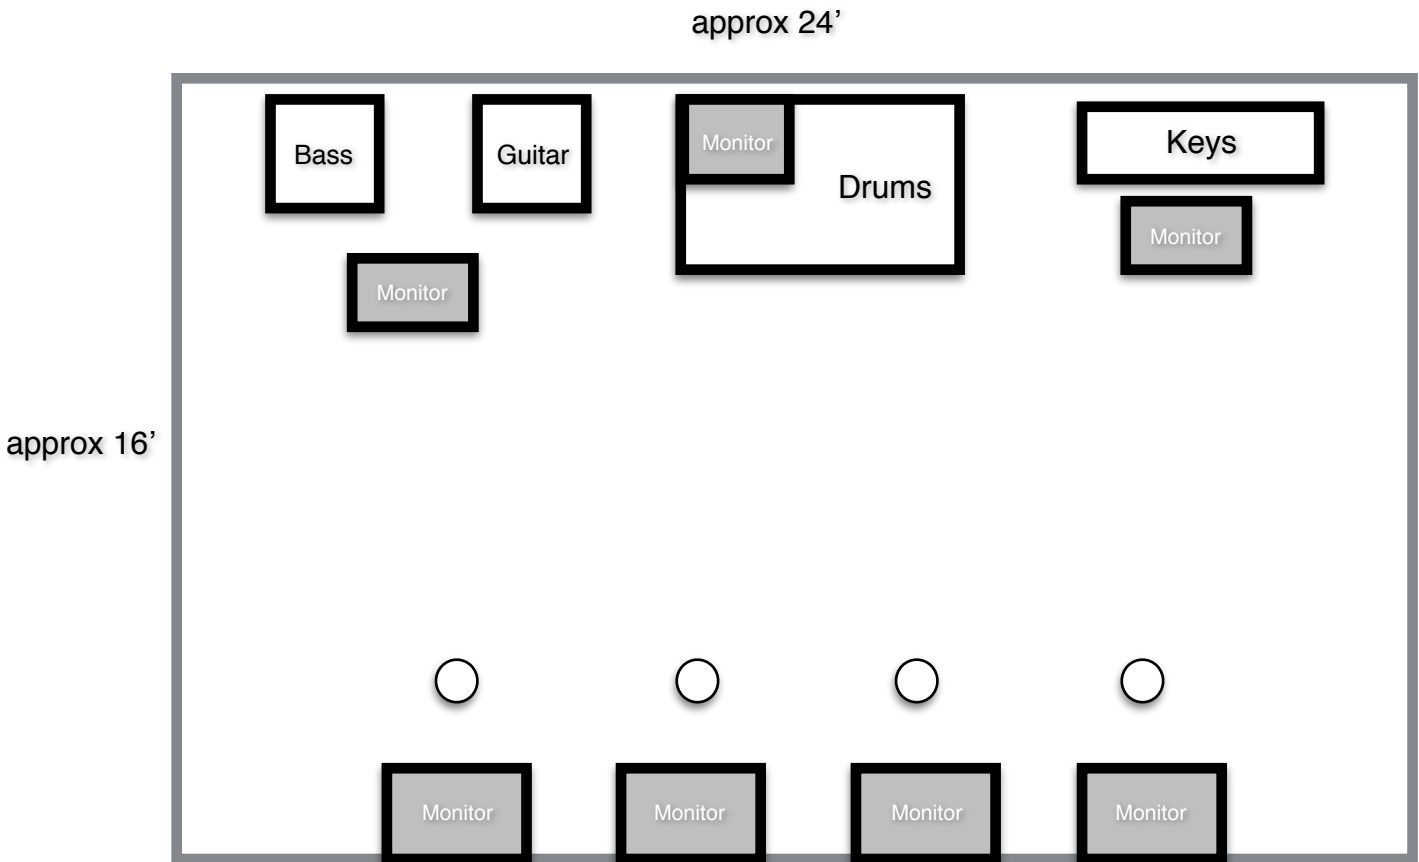 approx 24’
Bass
Guitar
Monitor
Drums
Keys
Monitor
Monitor
approx 16’
Monitor
Monitor
Monitor
Monitor